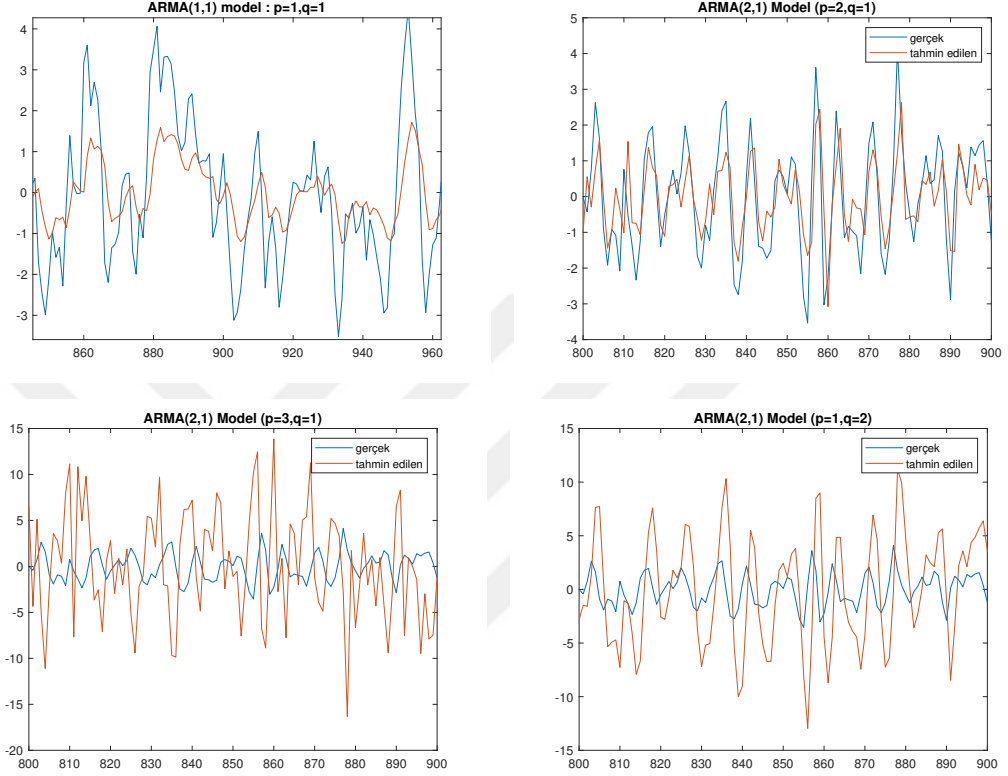 ARMA(1,1) model : p=1,q=1
4
3
2
1
0
-1
-2
-3
860 880 900 920 940 960
ARMA(2,1) Model (p=2,q=1)
gerçek
tahmin edilen
5
4
3
2
1
0
-1
-2
-3
-4
800 810 820 830 840 850 860 870 880 890 900
ARMA(2,1) Model (p=3,q=1)
gerçek
tahmin edilen
15
10
5
0
-5
-10
-15
-20
800 810 820 830 840 850 860 870 880 890 900
ARMA(2,1) Model (p=1,q=2)
gerçek
tahmin edilen
15
10
5
0
-5
-10
-15
800 810 820 830 840 850 860 870 880 890 900